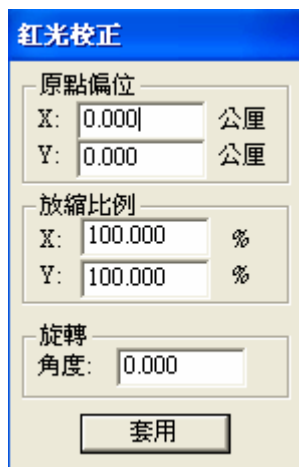 红光校正
原點偏位
X: 0.000 公厘
Y: 0.000 公厘
放縮比例
X: 100.000 %
Y: 100.000 %
旋轉
角度: 0.000
套用